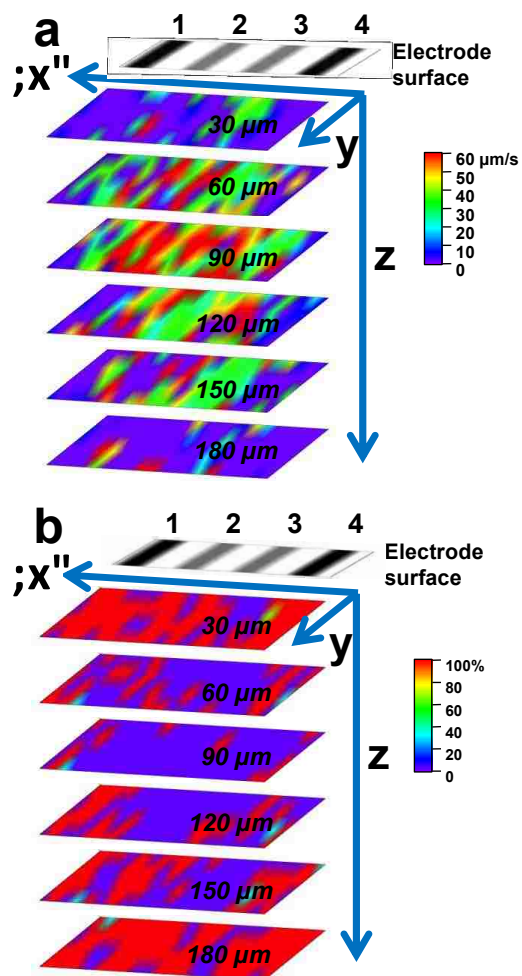 a
1 2 3 4
Electrode
surface
;x"
y
z
30 µm
60 µm
90 µm
120 µm
150 µm
180 µm
60 µm/s
50
40
30
20
10
0
b
1 2 3 4
Electrode
surface
;x"
y
z
30 µm
60 µm
90 µm
120 µm
150 µm
180 µm
100%
80
60
40
20
0